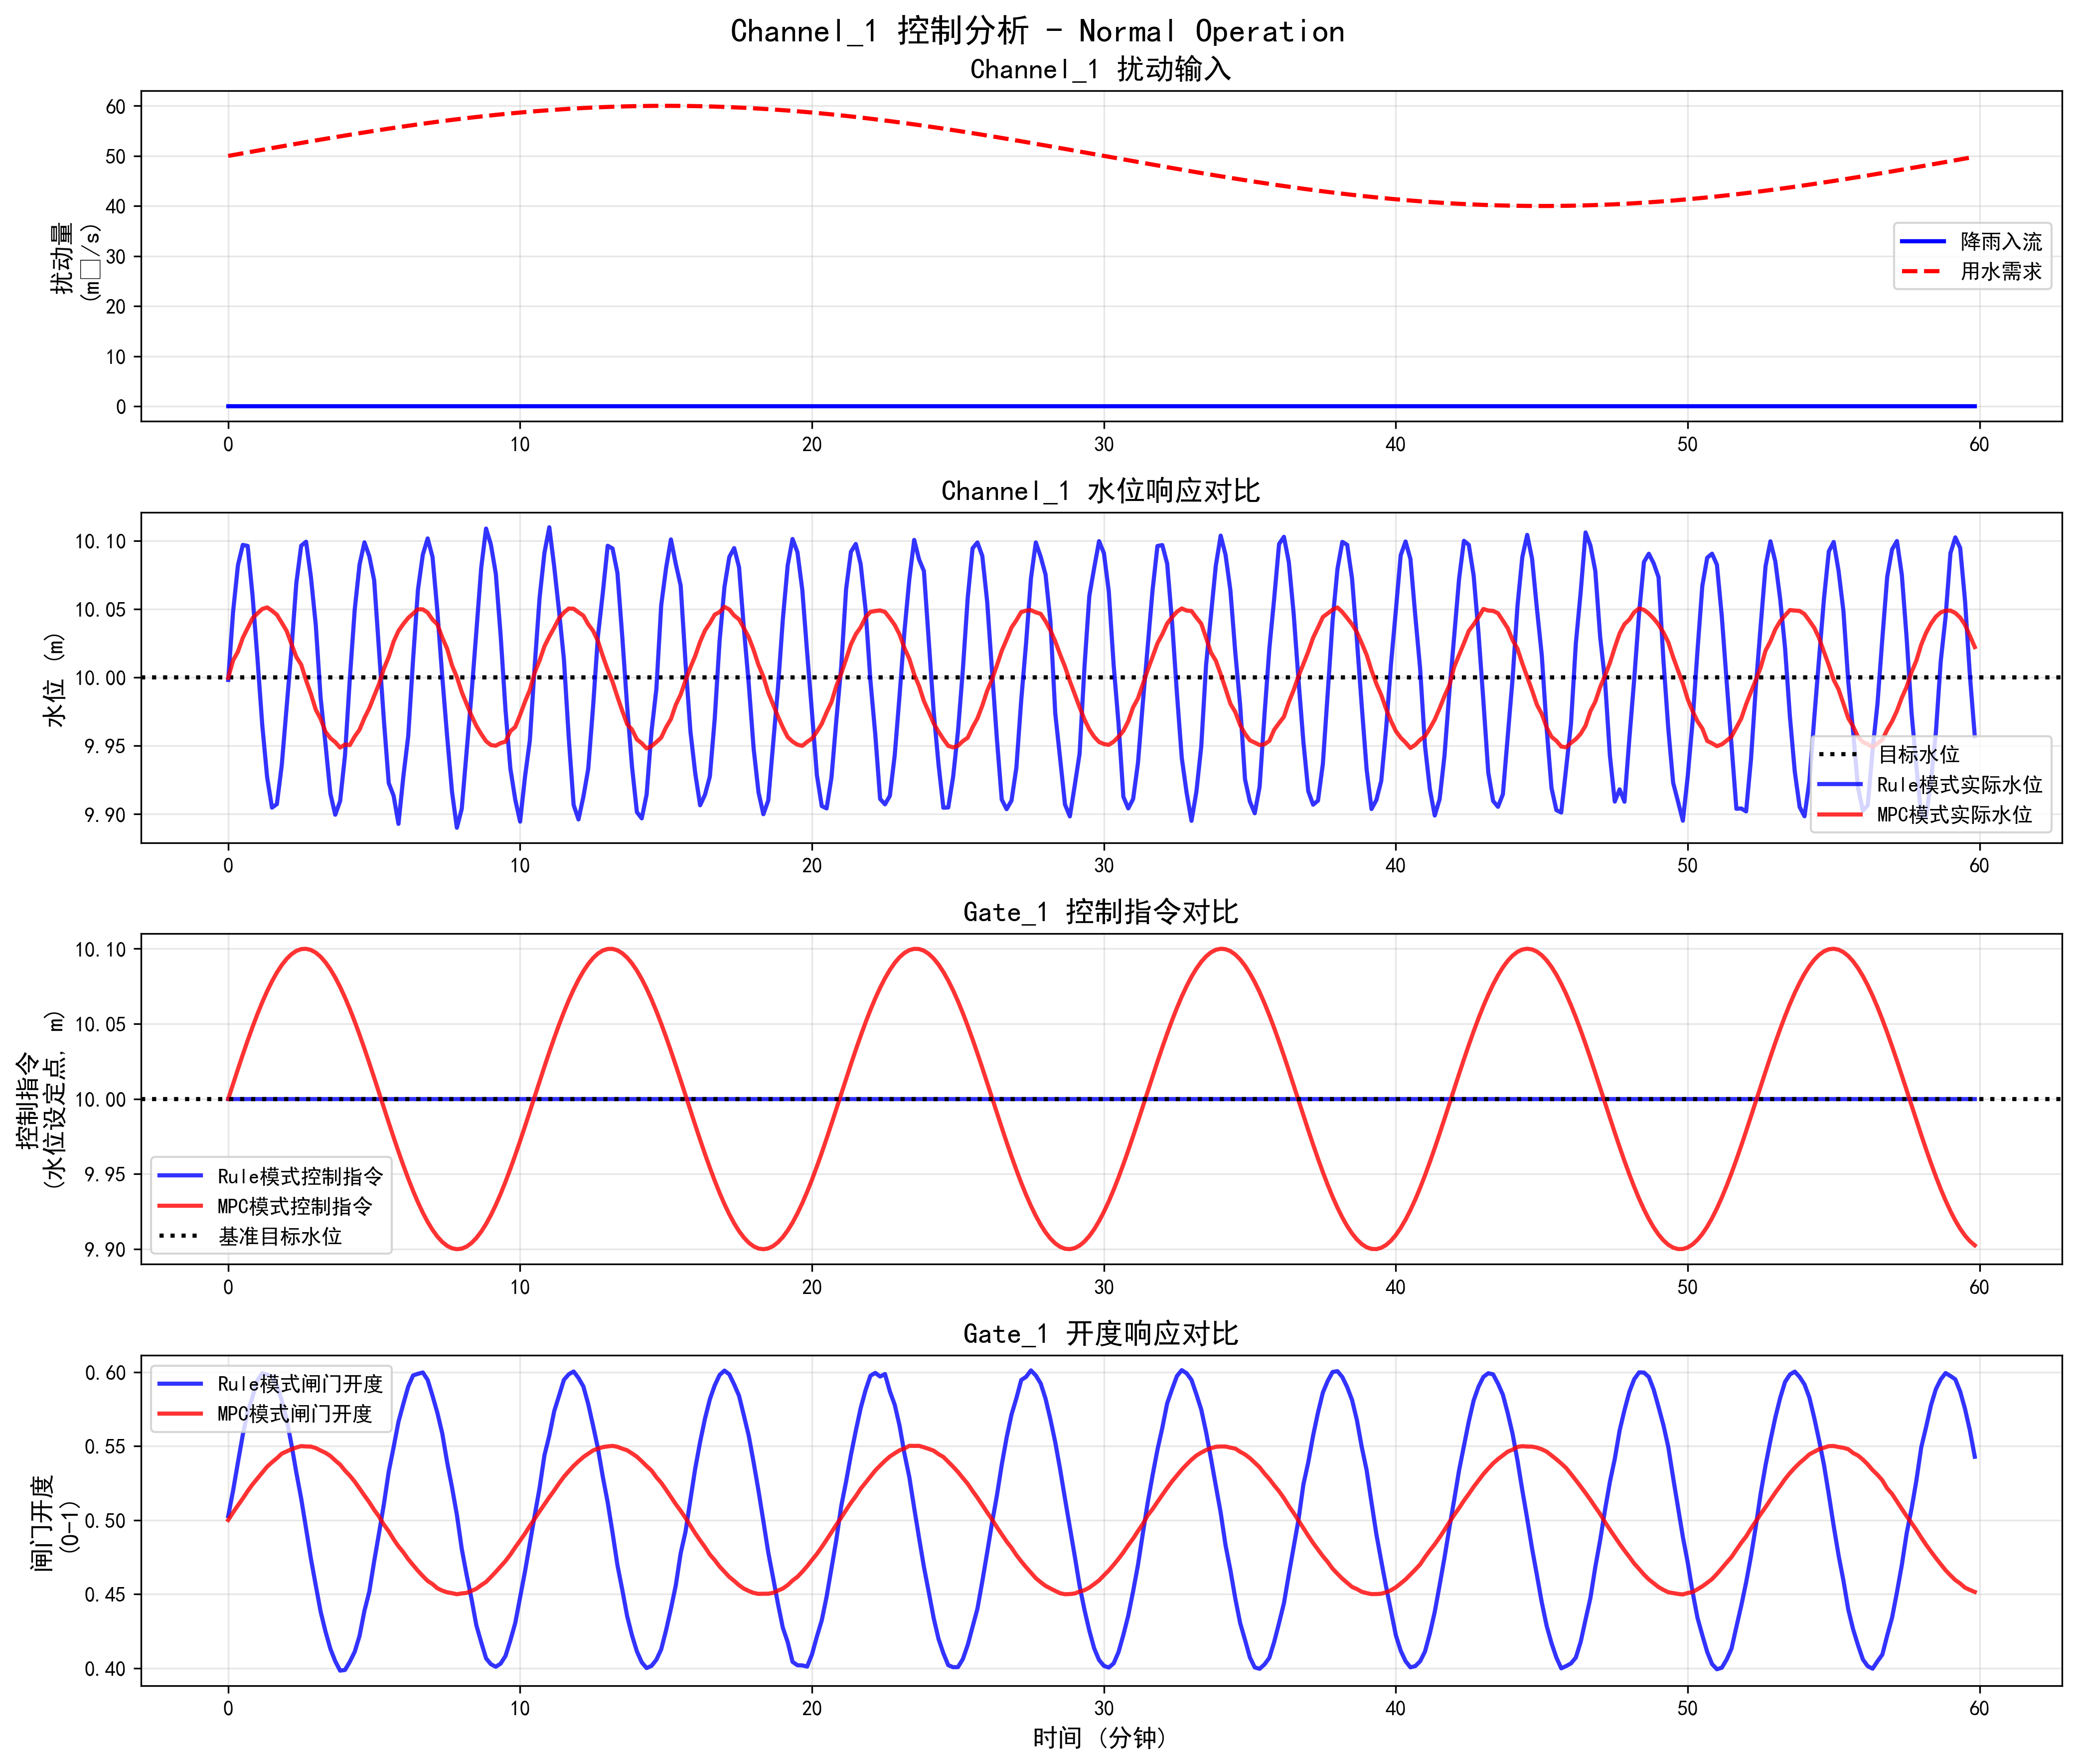 Channel_1 控制分析 - Normal Operation
Channel_1 扰动输入
扰动量
(m□/s)
60
50
40
30
20
10
0
降雨入流
用水需求
0 10 20 30 40 50 60
Channel_1 水位响应对比
水位 (m)
10.10
10.05
10.00
9.95
9.90
目标水位
Rule模式实际水位
MPC模式实际水位
0 10 20 30 40 50 60
Gate_1 控制指令对比
控制指令
(水位设定点, m)
10.10
10.05
10.00
9.95
9.90
Rule模式控制指令
MPC模式控制指令
基准目标水位
0 10 20 30 40 50 60
Gate_1 开度响应对比
闸门开度
(0-1)
0.60
0.55
0.50
0.45
0.40
Rule模式闸门开度
MPC模式闸门开度
0 10 20 30 40 50 60
时间 (分钟)